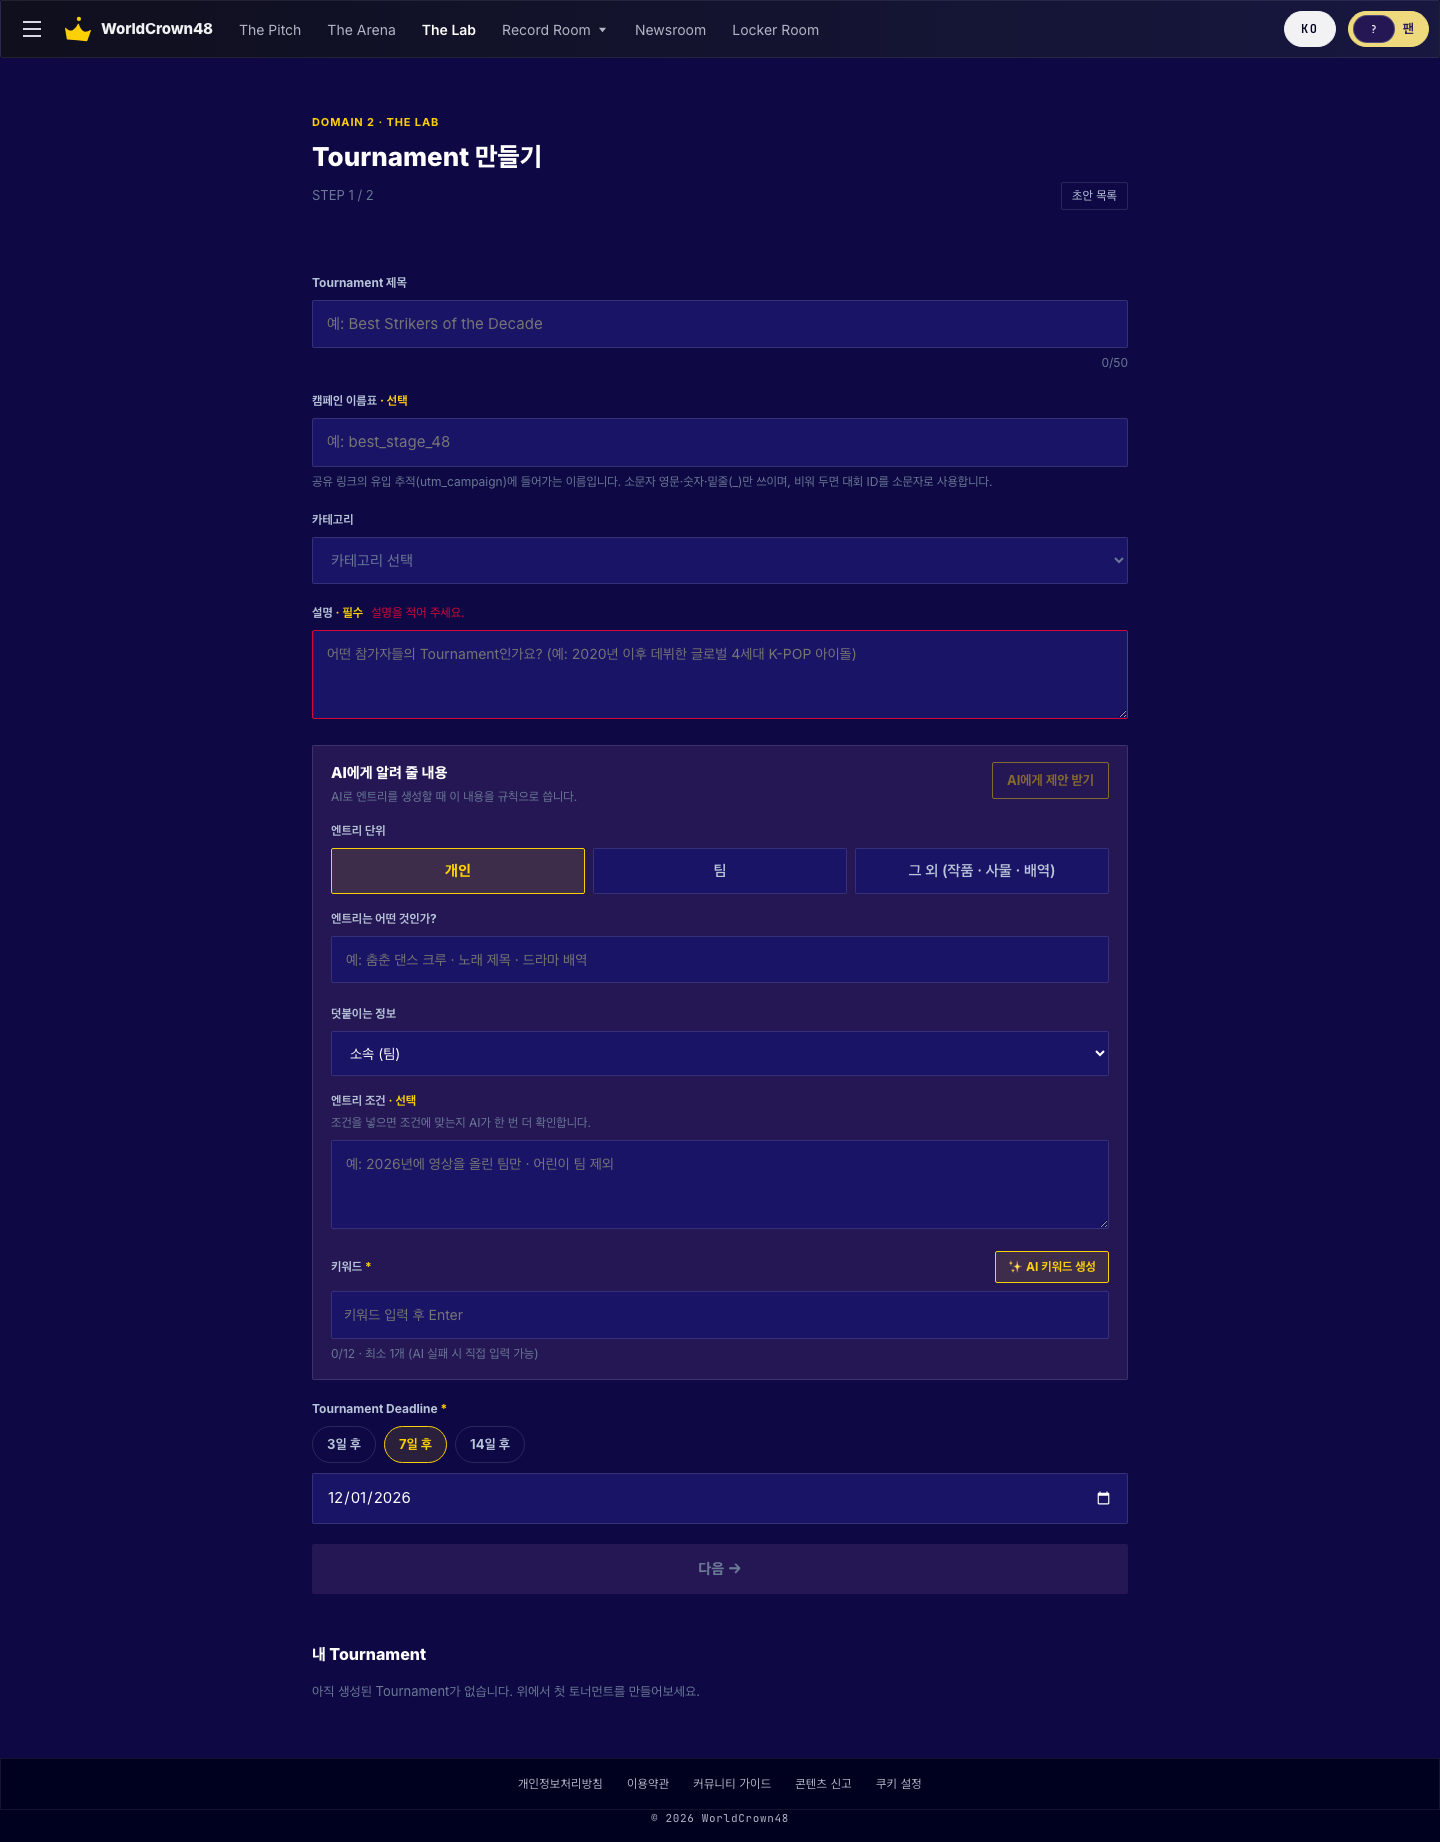 WorldCrown48 The Pitch The Arena The Lab Record Room ▼ Newsroom Locker Room KO ? 팬
DOMAIN 2 · THE LAB
Tournament 만들기
STEP 1 / 2 초안 목록
Tournament 제목
예: Best Strikers of the Decade
0/50
캠페인 이름표 · 선택
예: best_stage_48
공유 링크의 유입 추적(utm_campaign)에 들어가는 이름입니다. 소문자 영문·숫자·밑줄(_)만 쓰이며, 비워 두면 대회 ID를 소문자로 사용합니다.
카테고리
카테고리 선택
설명 · 필수 설명을 적어 주세요.
어떤 참가자들의 Tournament인가요? (예: 2020년 이후 데뷔한 글로벌 4세대 K-POP 아이돌)
AI에게 알려 줄 내용 AI에게 제안 받기
AI로 엔트리를 생성할 때 이 내용을 규칙으로 씁니다.
엔트리 단위
개인 팀 그 외 (작품 · 사물 · 배역)
엔트리는 어떤 것인가?
예: 춤춘 댄스 크루 · 노래 제목 · 드라마 배역
덧붙이는 정보
소속 (팀)
엔트리 조건 · 선택
조건을 넣으면 조건에 맞는지 AI가 한 번 더 확인합니다.
예: 2026년에 영상을 올린 팀만 · 어린이 팀 제외
키워드 * ✨ AI 키워드 생성
키워드 입력 후 Enter
0/12 · 최소 1개 (AI 실패 시 직접 입력 가능)
Tournament Deadline *
3일 후 7일 후 14일 후
12/01/2026
다음 →
내 Tournament
아직 생성된 Tournament가 없습니다. 위에서 첫 토너먼트를 만들어보세요.
개인정보처리방침 이용약관 커뮤니티 가이드 콘텐츠 신고 쿠키 설정
© 2026 WorldCrown48